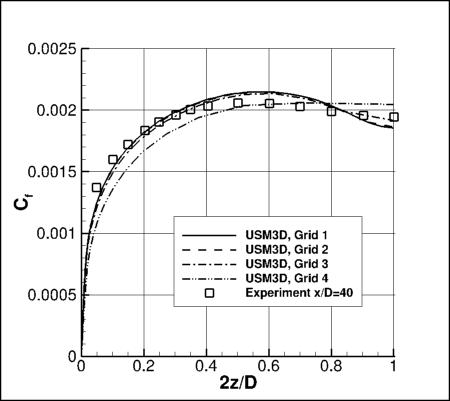 0.0025
0.002
0.0015
0.001
0.0005
0
Cf
0
0.2
0.4
0.6
0.8
1
2z/D
USM3D, Grid 1
USM3D, Grid 2
USM3D, Grid 3
USM3D, Grid 4
Experiment x/D=40